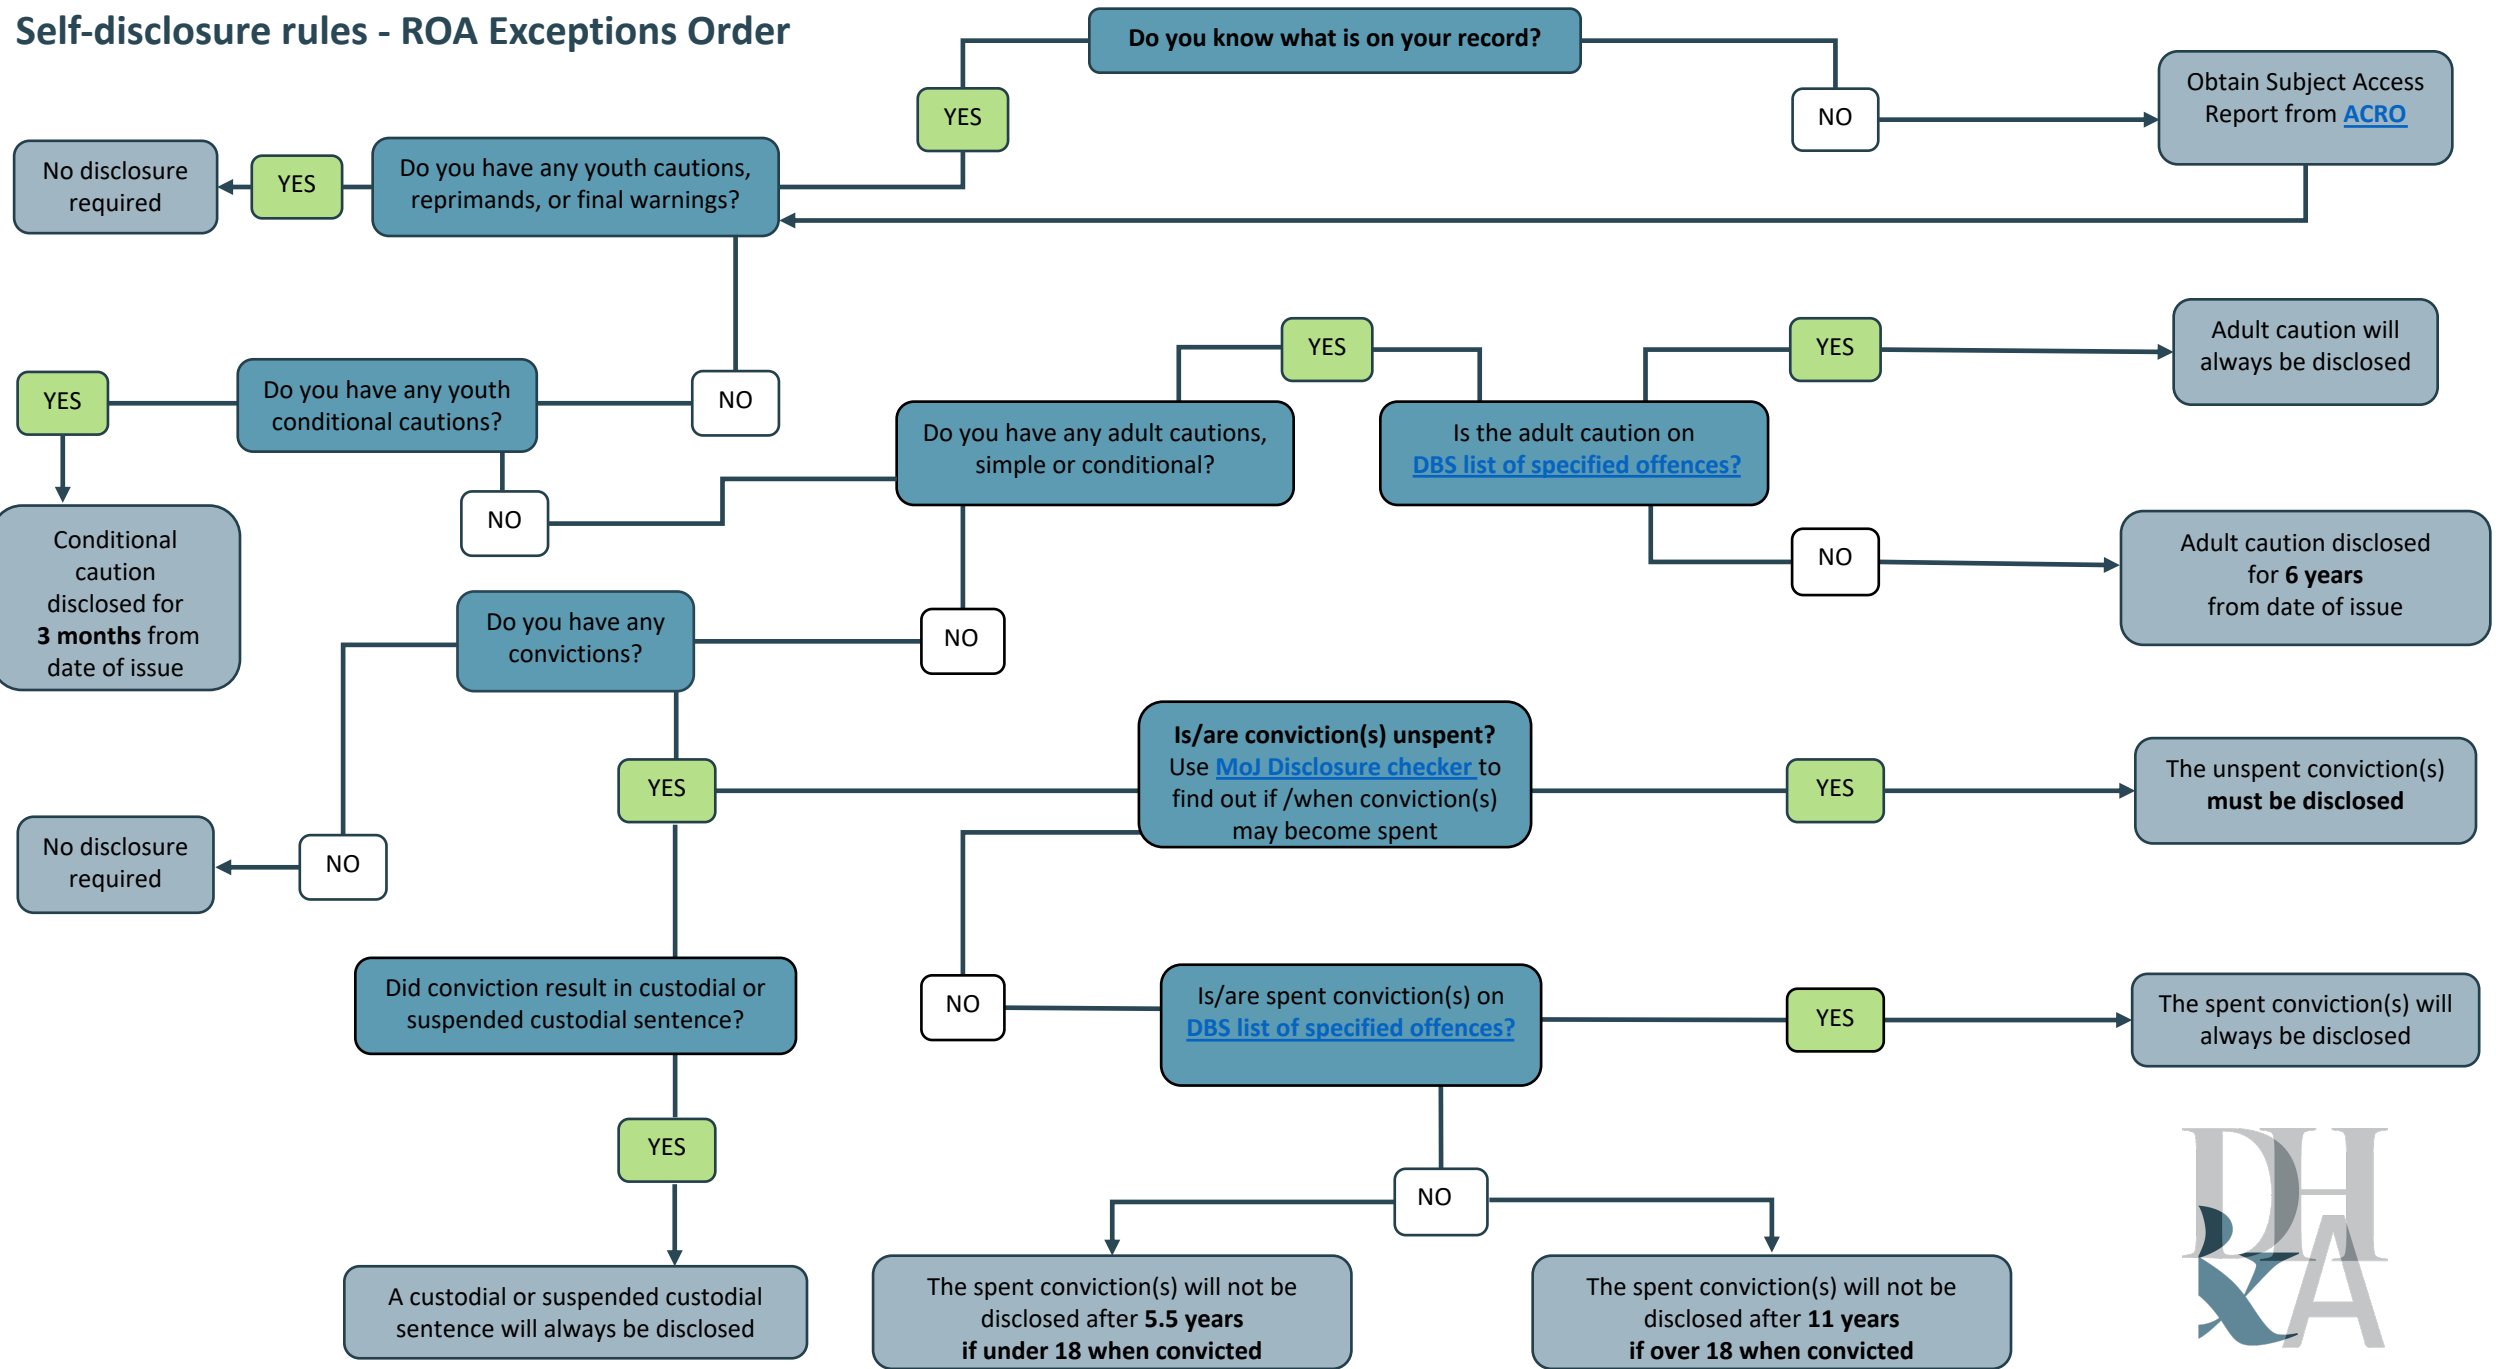 Self-disclosure rules - ROA Exceptions Order
Do you know what is on your record?
YES
NO
Obtain Subject Access
Report from ACRO
Do you have any youth cautions,
reprimands, or final warnings?
YES
No disclosure
required
NO
Do you have any youth
conditional cautions?
YES
Conditional
caution
disclosed for
3 months from
date of issue
NO
Do you have any adult cautions,
simple or conditional?
YES
Is the adult caution on
DBS list of specified offences?
YES
Adult caution will
always be disclosed
NO
Adult caution disclosed
for 6 years
from date of issue
NO
Do you have any
convictions?
NO
No disclosure
required
YES
Is/are conviction(s) unspent?
Use MoJ Disclosure checker to
find out if /when conviction(s)
may become spent
YES
The unspent conviction(s)
must be disclosed
NO
Is/are spent conviction(s) on
DBS list of specified offences?
YES
The spent conviction(s) will
always be disclosed
NO
The spent conviction(s) will not be
disclosed after 5.5 years
if under 18 when convicted
The spent conviction(s) will not be
disclosed after 11 years
if over 18 when convicted
Did conviction result in custodial or
suspended custodial sentence?
YES
A custodial or suspended custodial
sentence will always be disclosed